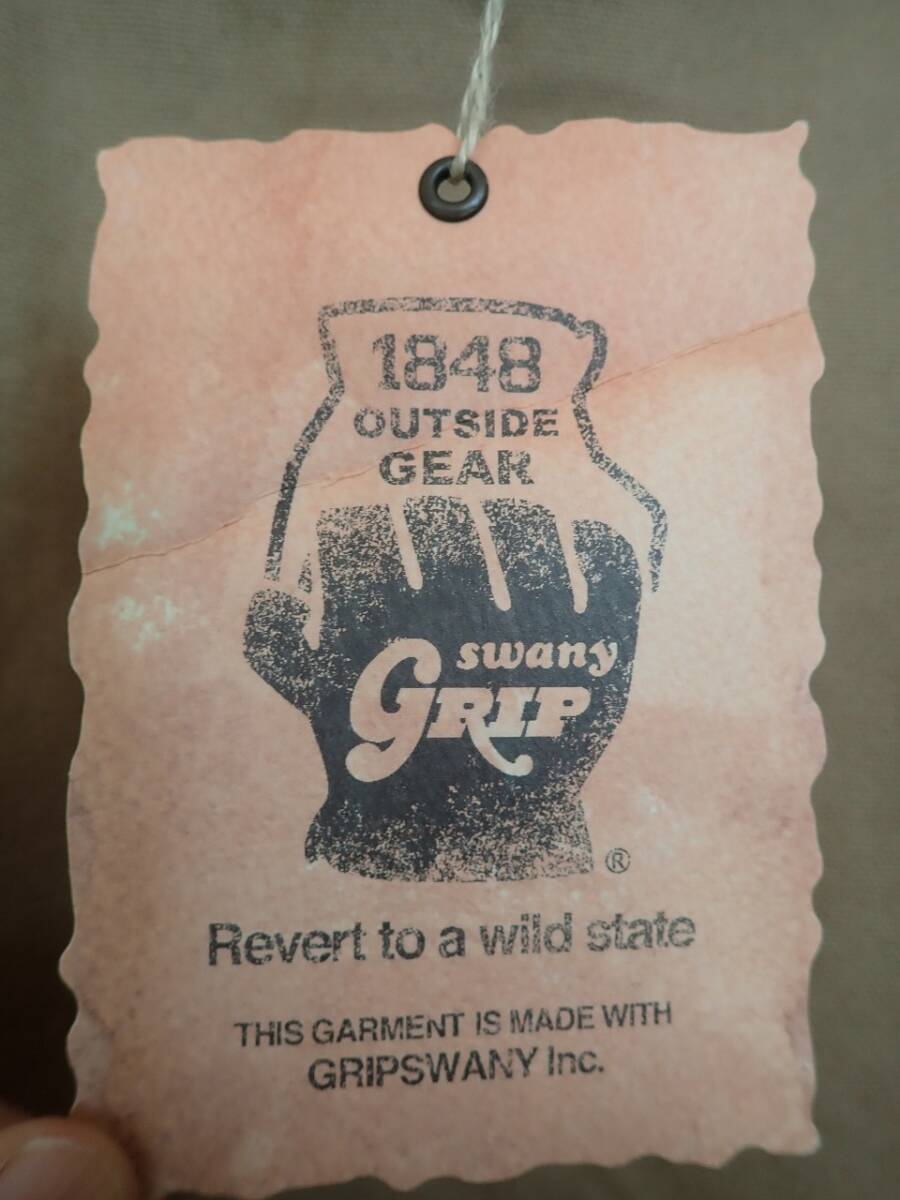 1848
OUTSIDE
GEAR
swany
GRIP
®
Revert to a wild state
THIS GARMENT IS MADE WITH
GRIPSWANY Inc.